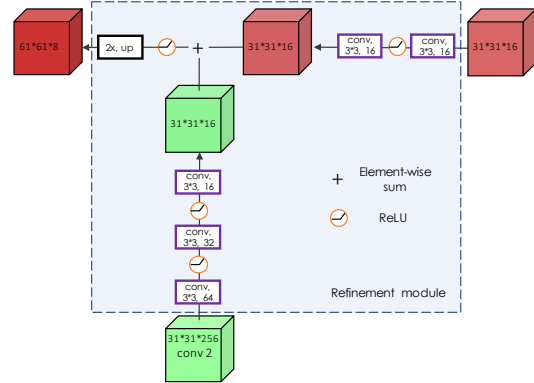 61*61*8
2x, up
+
31*31*16
conv,
3*3, 16
conv,
3*3, 16
31*31*16
31*31*16
conv,
3*3, 16
conv,
3*3, 32
conv,
3*3, 64
+
Element-wise
sum
ReLU
Refinement module
31*31*256
conv 2